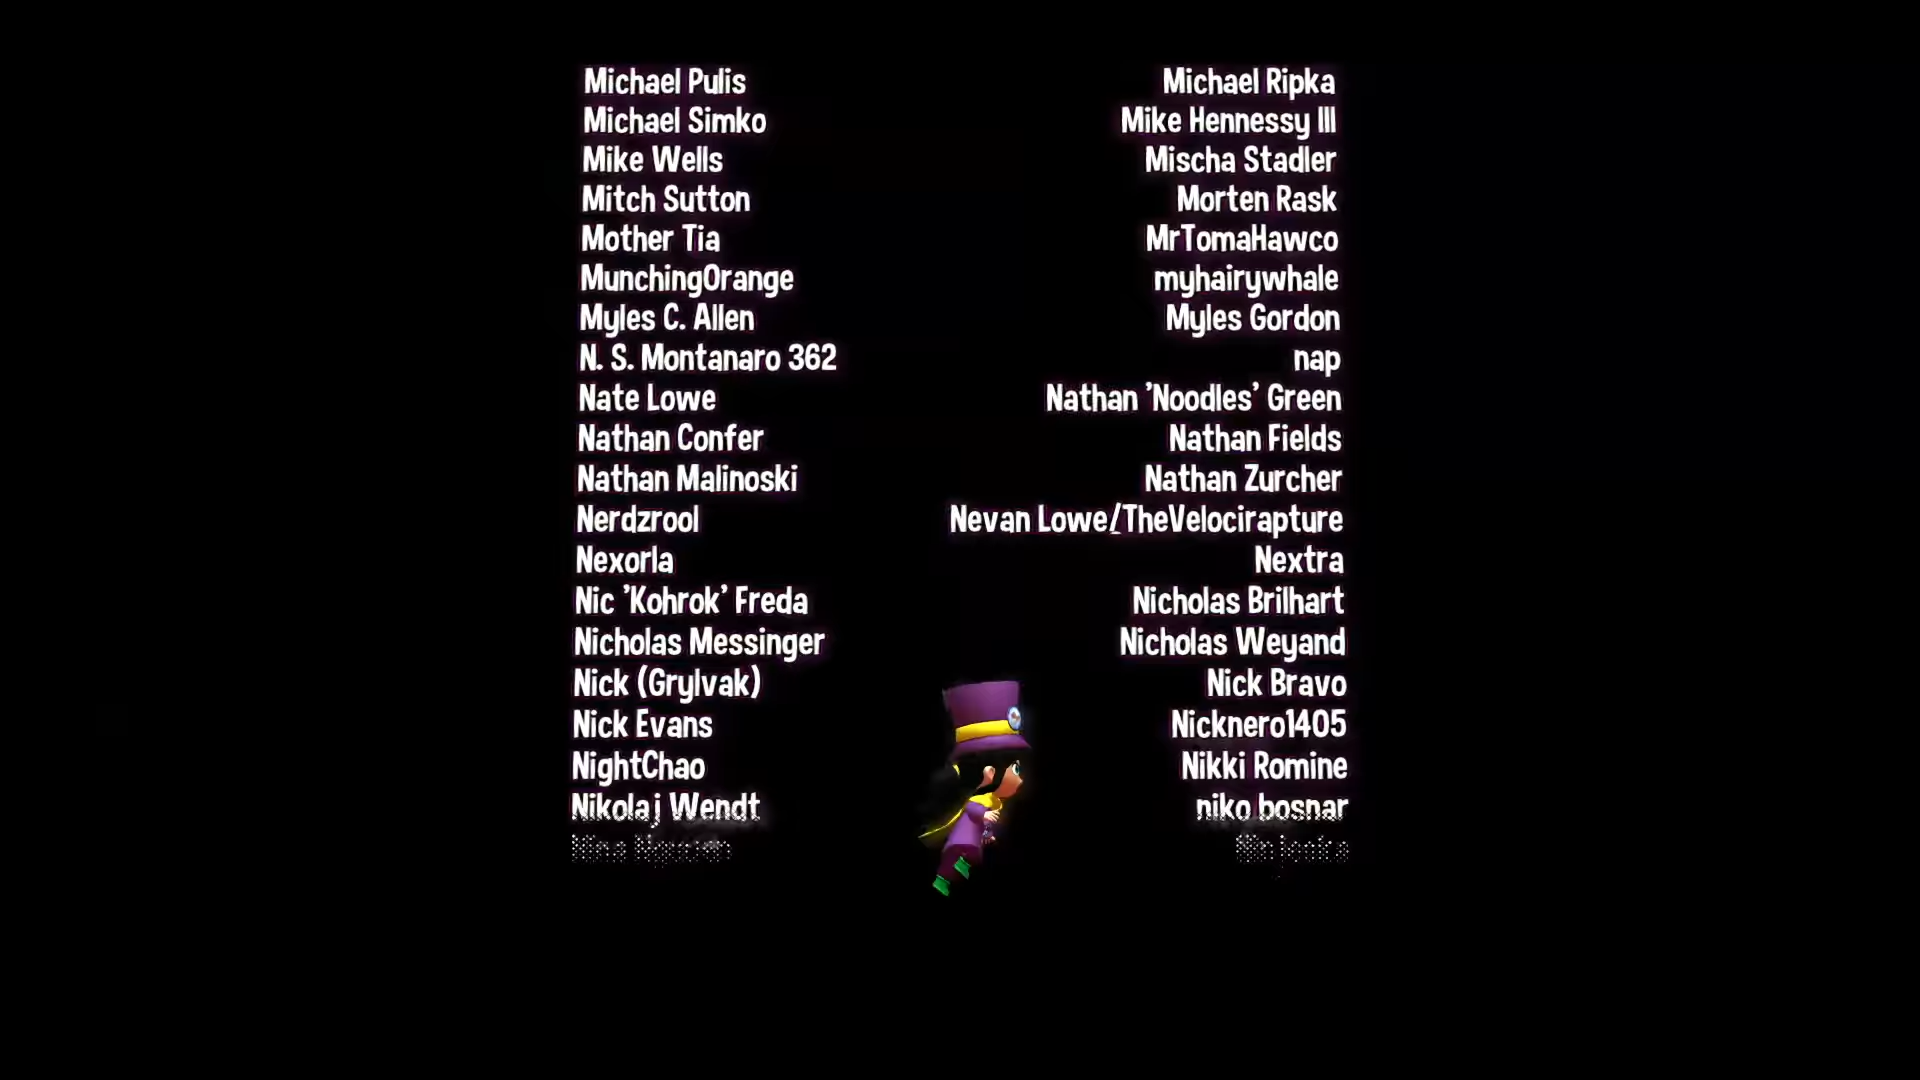 Michael Pulis Michael Ripka
Michael Simko Mike Hennessy III
Mike Wells Mischa Stadler
Mitch Sutton Morten Rask
Mother Tia MrTomaHawco
MunchingOrange myhairywhale
Myles C. Allen Myles Gordon
N. S. Montanaro 362 nap
Nate Lowe Nathan 'Noodles' Green
Nathan Confer Nathan Fields
Nathan Malinoski Nathan Zurcher
Nerdzrool Nevan Lowe/TheVelocirapture
Nexorla Nextra
Nic 'Kohrok' Freda Nicholas Brilhart
Nicholas Messinger Nicholas Weyand
Nick (Grylvak) Nick Bravo
Nick Evans Nicknero1405
NightChao Nikki Romine
Nikolaj Wendt niko bosnar